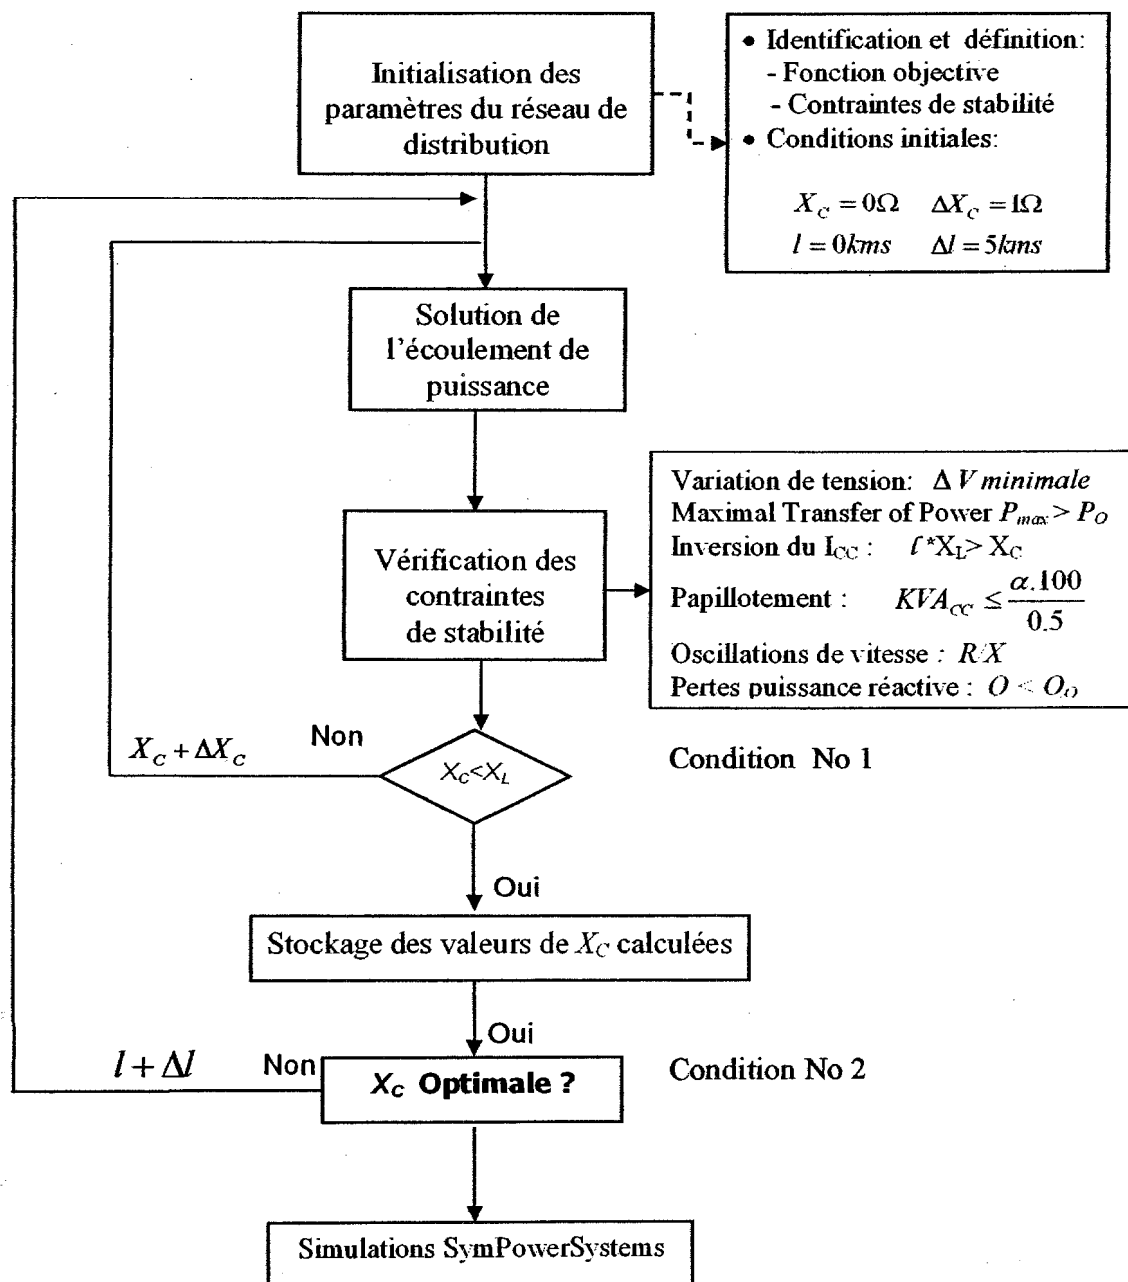 Initialisation des
paramètres du réseau de
distribution
• Identification et définition:
- Fonction objective
- Contraintes de stabilité
• Conditions initiales:
X_C = 0Ω ΔX_C = 1Ω
l = 0kms Δl = 5kms
Solution de
l'écoulement de
puissance
Vérification des
contraintes
de stabilité
Variation de tension: Δ V minimale
Maximal Transfer of Power P_max > P_O
Inversion du I_CC : l*X_L > X_C
Papillotement : KVA_CC ≤ α.100 / 0.5
Oscillations de vitesse : R/X
Pertes puissance réactive : Q < Q_O
X_C + ΔX_C
Non
X_C<X_L
Condition No 1
Oui
Stockage des valeurs de X_C calculées
Oui
l + Δl
Non
X_C Optimale ?
Condition No 2
Simulations SymPowerSystems